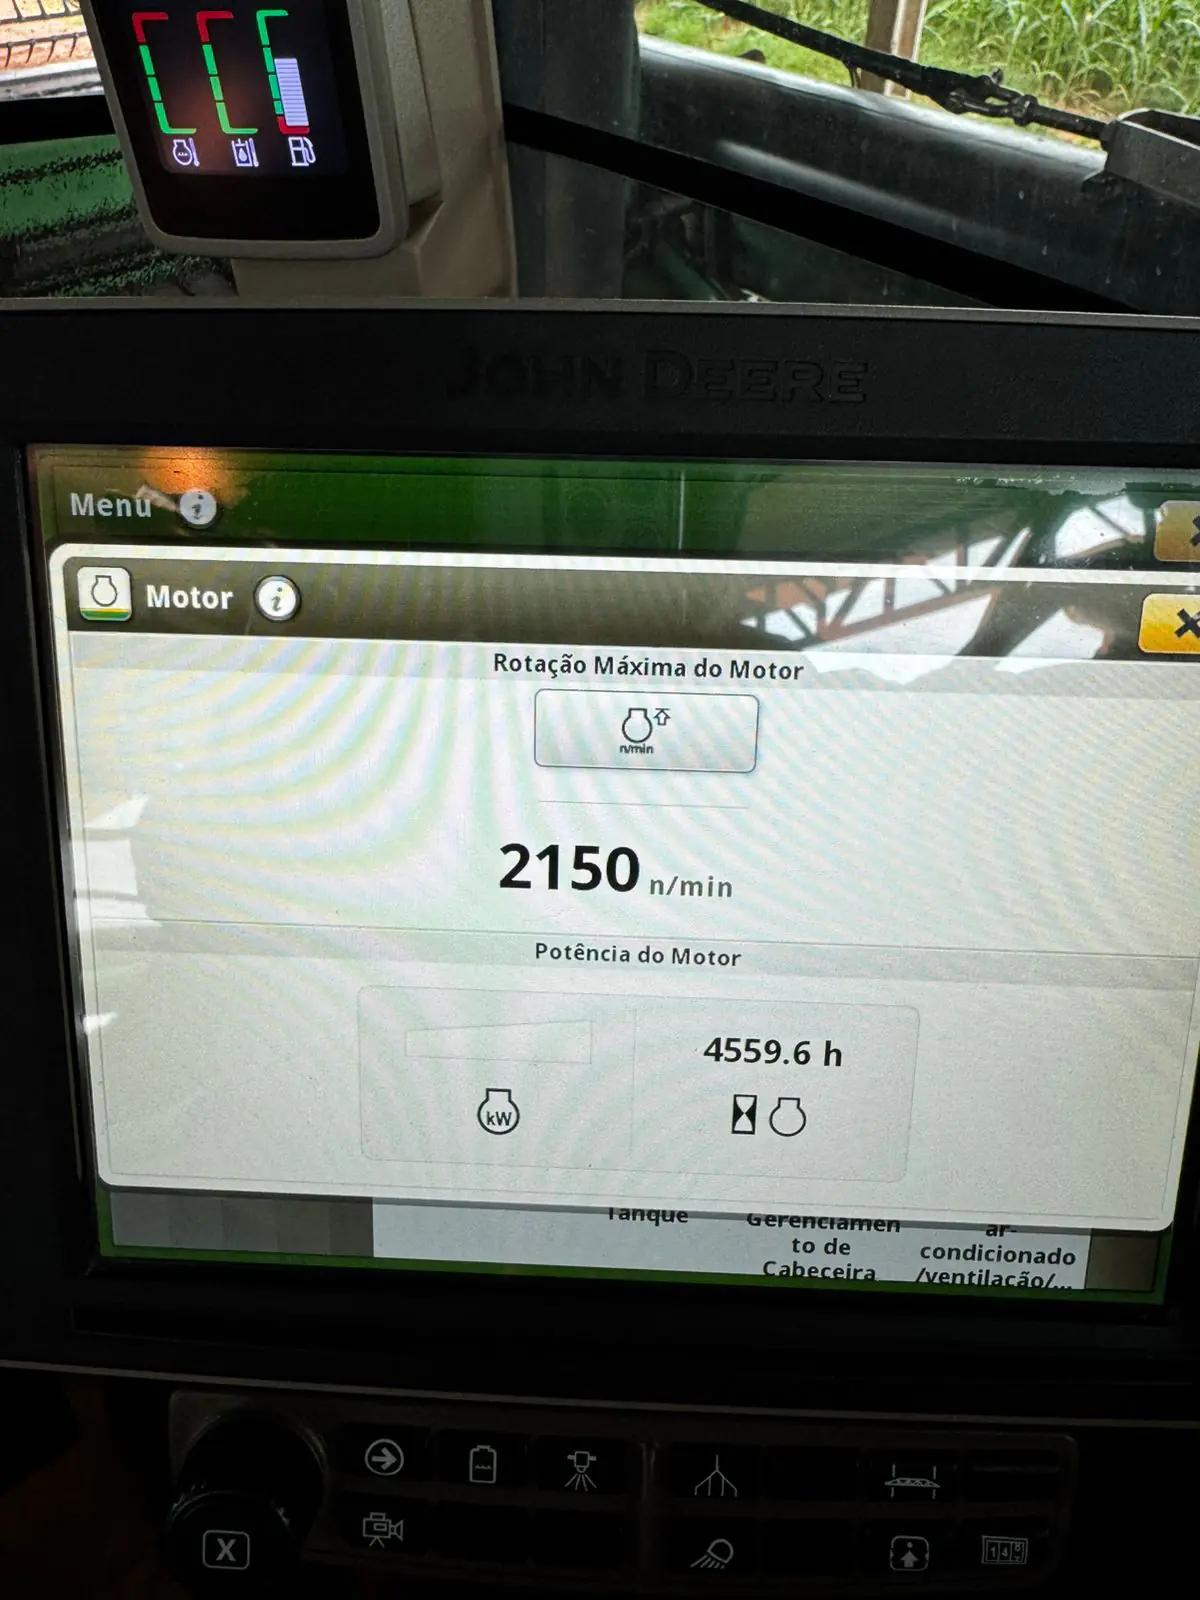 JOHN DEERE
Menu
Motor
Rotação Máxima do Motor
n/min
2150 n/min
Potência do Motor
4559.6 h
kW
Tanque
Gerenciamen
to de
Cabeceira
ar-
condicionado
/ventilação/...
X